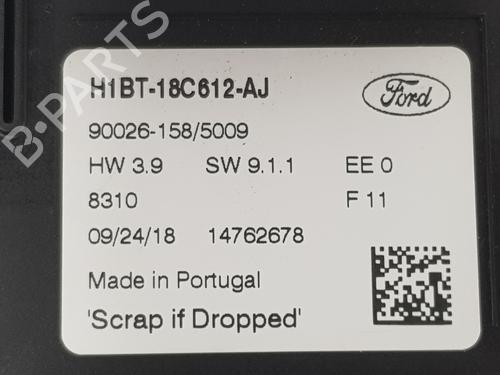 H1BT-18C612-AJ
Ford
90026-158/5009
HW 3.9 SW 9.1.1 EE 0
8310 F 11
09/24/18 14762678
Made in Portugal
'Scrap if Dropped'
B-PARTS